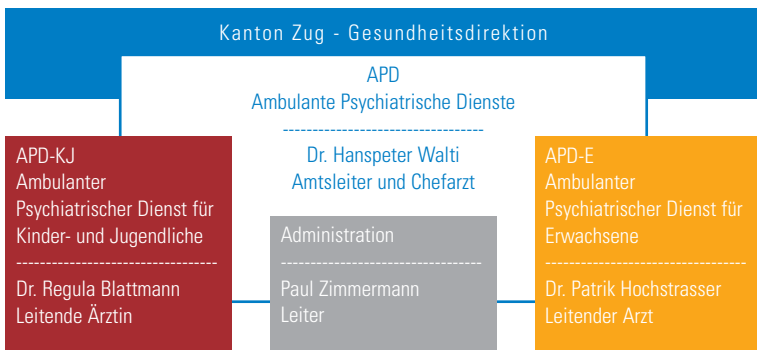 Kanton Zug - Gesundheitsdirektion
APD
Ambulante Psychiatrische Dienste
----------------------------------
Dr. Hanspeter Walti
Amtsleiter und Chefarzt
APD-KJ
Ambulanter
Psychiatrischer Dienst für
Kinder- und Jugendliche
----------------------------------
Dr. Regula Blattmann
Leitende Ärztin
Administration
----------------------------------
Paul Zimmermann
Leiter
APD-E
Ambulanter
Psychiatrischer Dienst für
Erwachsene
----------------------------------
Dr. Patrik Hochstrasser
Leitender Arzt